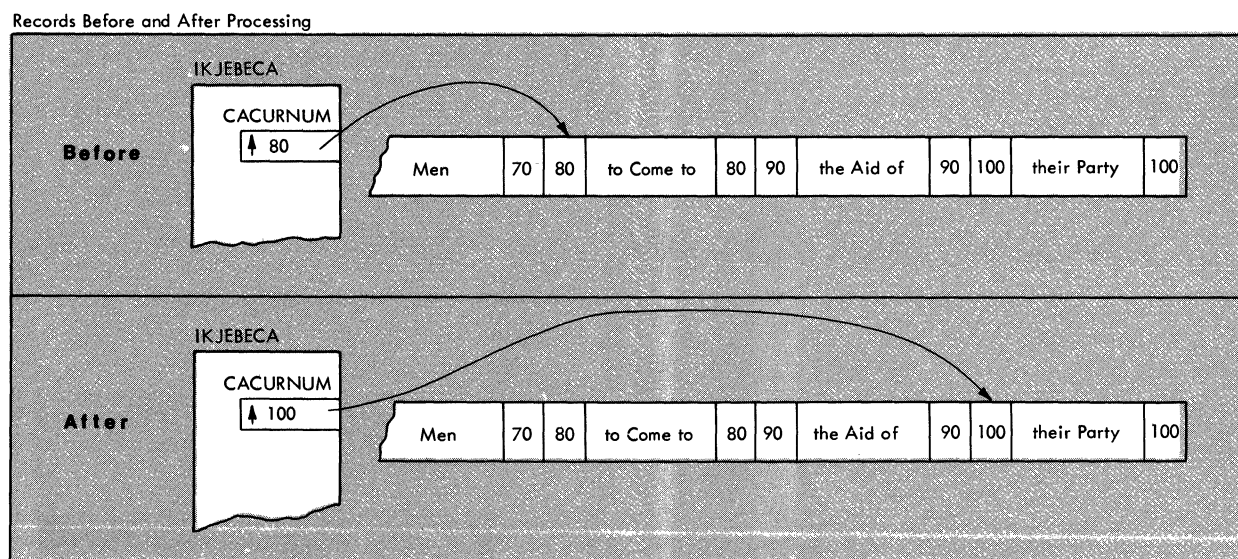 Records Before and After Processing
IKJEBECA
CACURNUM
↑ 80
Before
Men 70 80 to Come to 80 90 the Aid of 90 100 their Party 100
IKJEBECA
CACURNUM
↑ 100
After
Men 70 80 to Come to 80 90 the Aid of 90 100 their Party 100